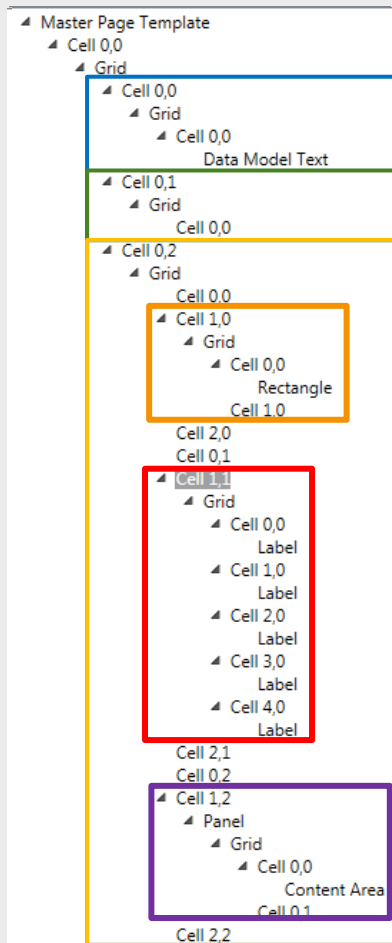 Master Page Template
Cell 0,0
Grid
Cell 0,0
Grid
Cell 0,0
Data Model Text
Cell 0,1
Grid
Cell 0,0
Cell 0,2
Grid
Cell 0,0
Cell 1,0
Grid
Cell 0,0
Rectangle
Cell 1,0
Cell 2,0
Cell 0,1
Cell 1,1
Grid
Cell 0,0
Label
Cell 1,0
Label
Cell 2,0
Label
Cell 3,0
Label
Cell 4,0
Label
Cell 2,1
Cell 0,2
Cell 1,2
Panel
Grid
Cell 0,0
Content Area
Cell 0,1
Cell 2,2